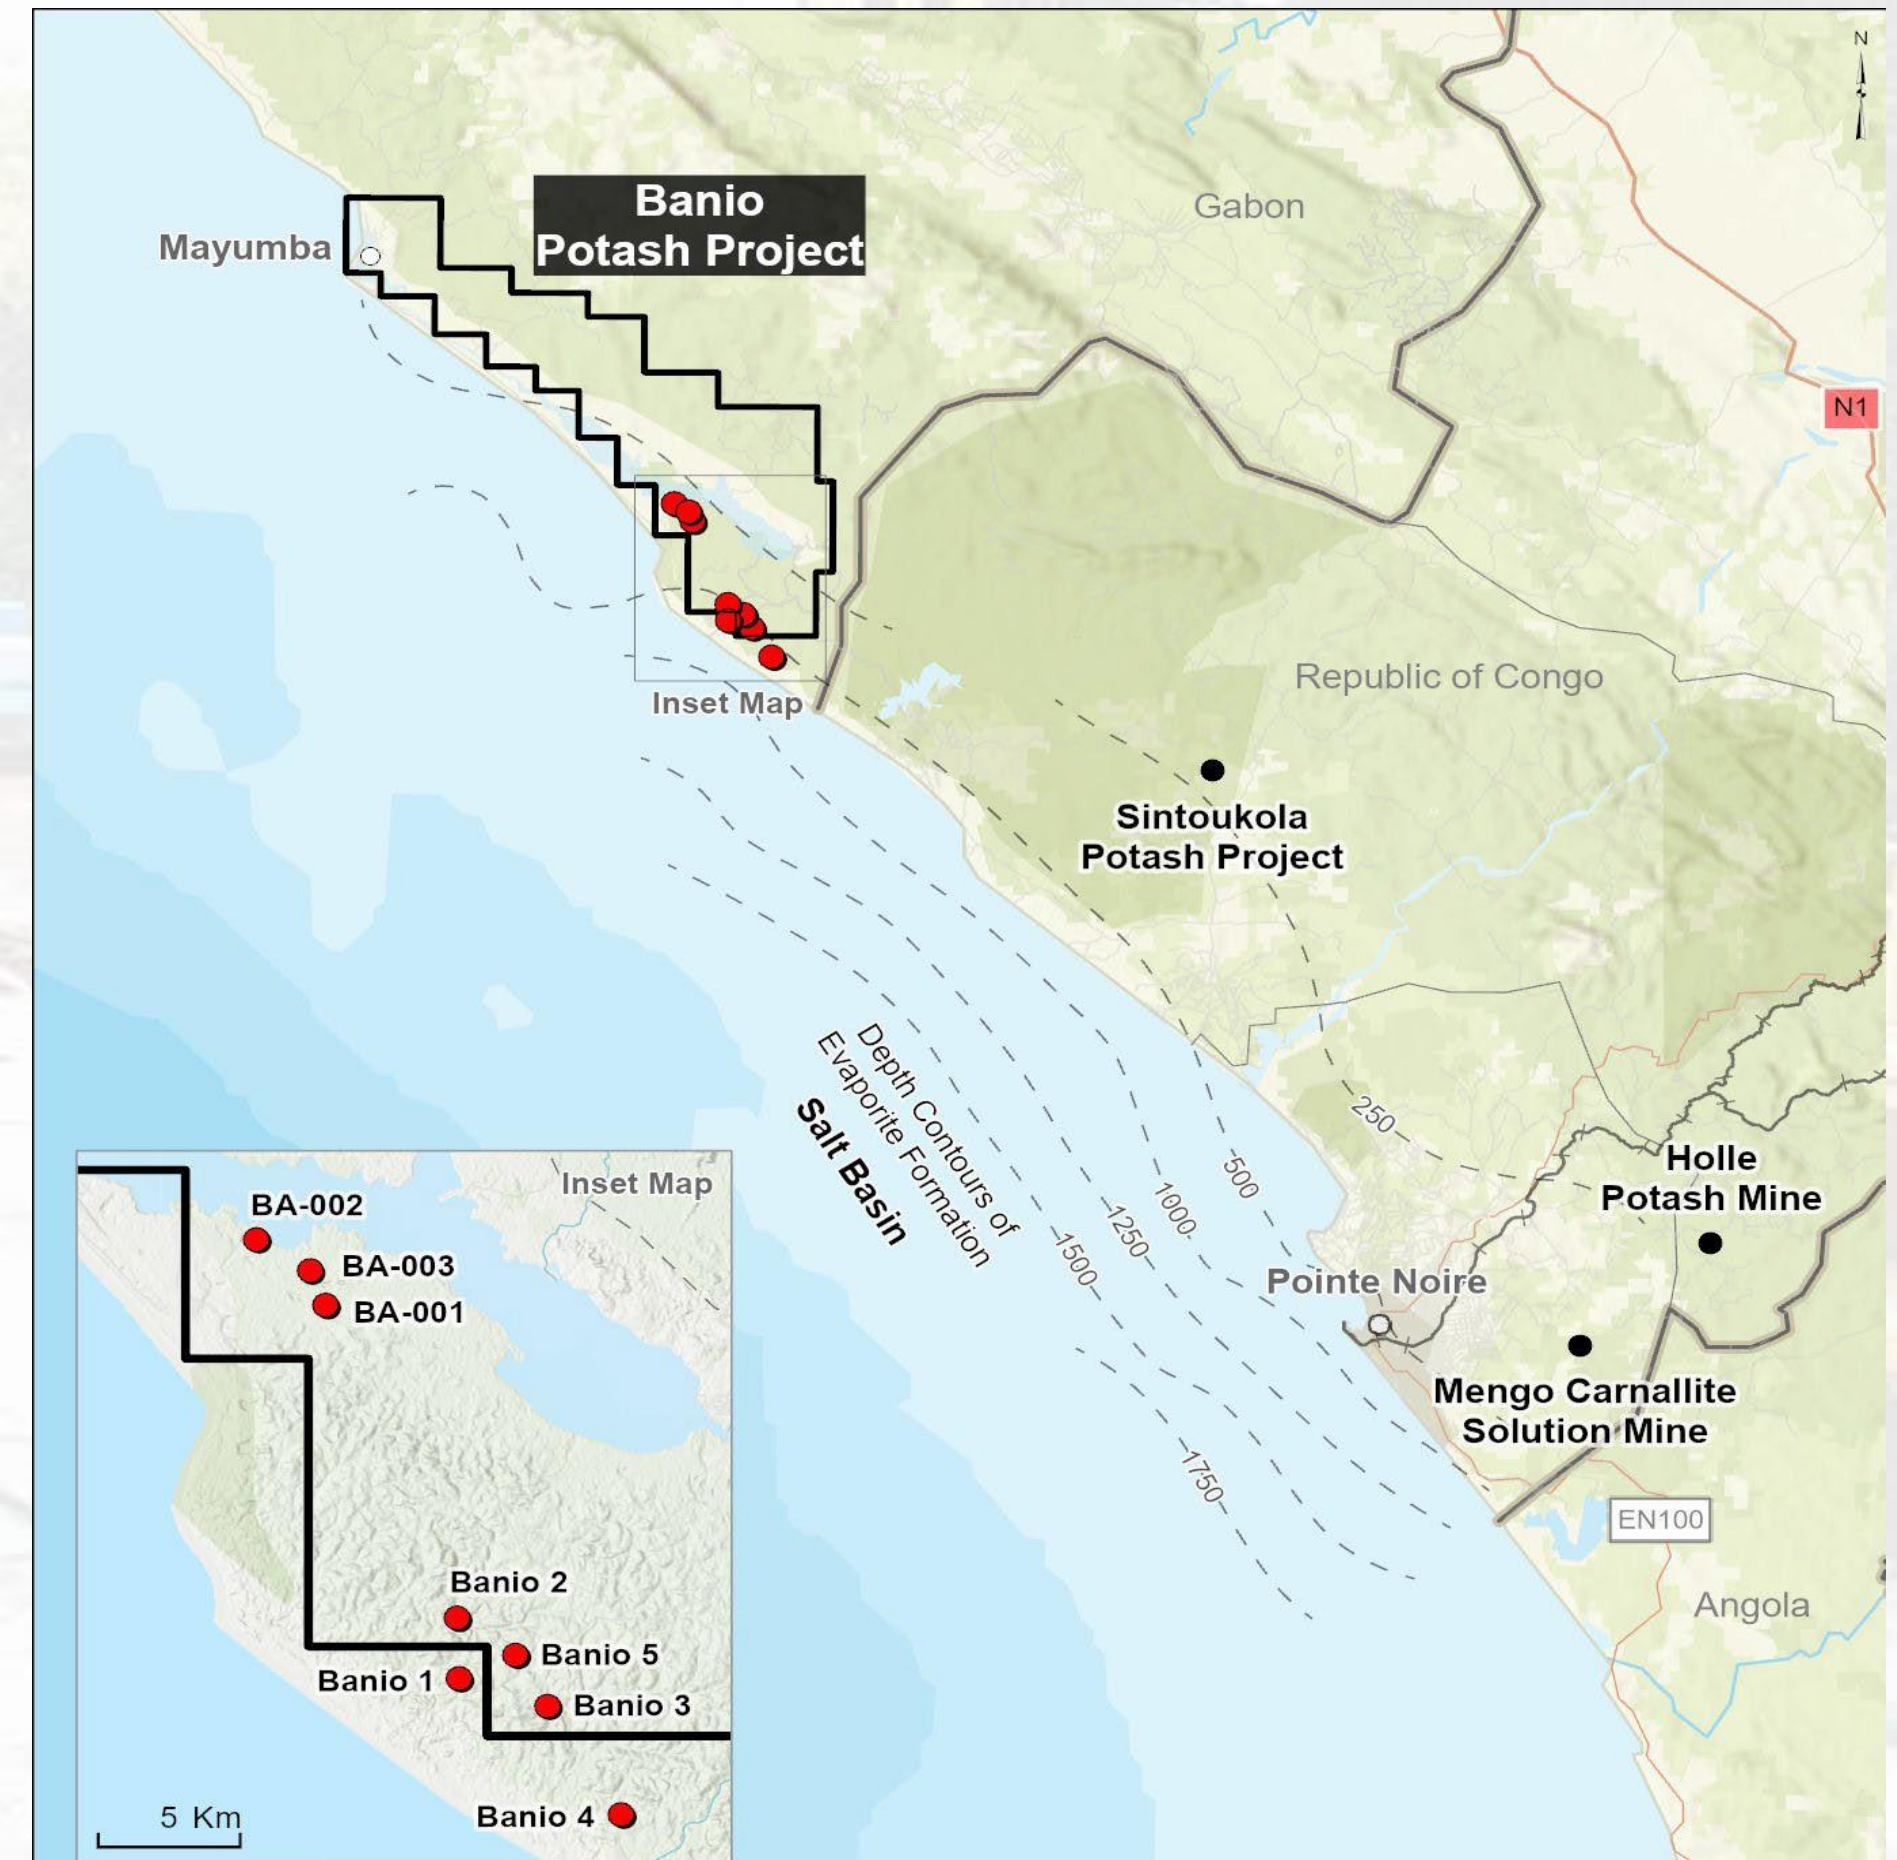 N
Banio
Potash Project
Gabon
Mayumba
N1
Republic of Congo
Inset Map
Sintoukola
Potash Project
Depth Contours of
Evaporite Formation
Salt Basin
250
500
1000
1250
1500
1750
Holle
Potash Mine
Pointe Noire
Mengo Carnallite
Solution Mine
EN100
Angola
Inset Map
BA-002
BA-003
BA-001
Banio 2
Banio 5
Banio 1
Banio 3
Banio 4
5 Km